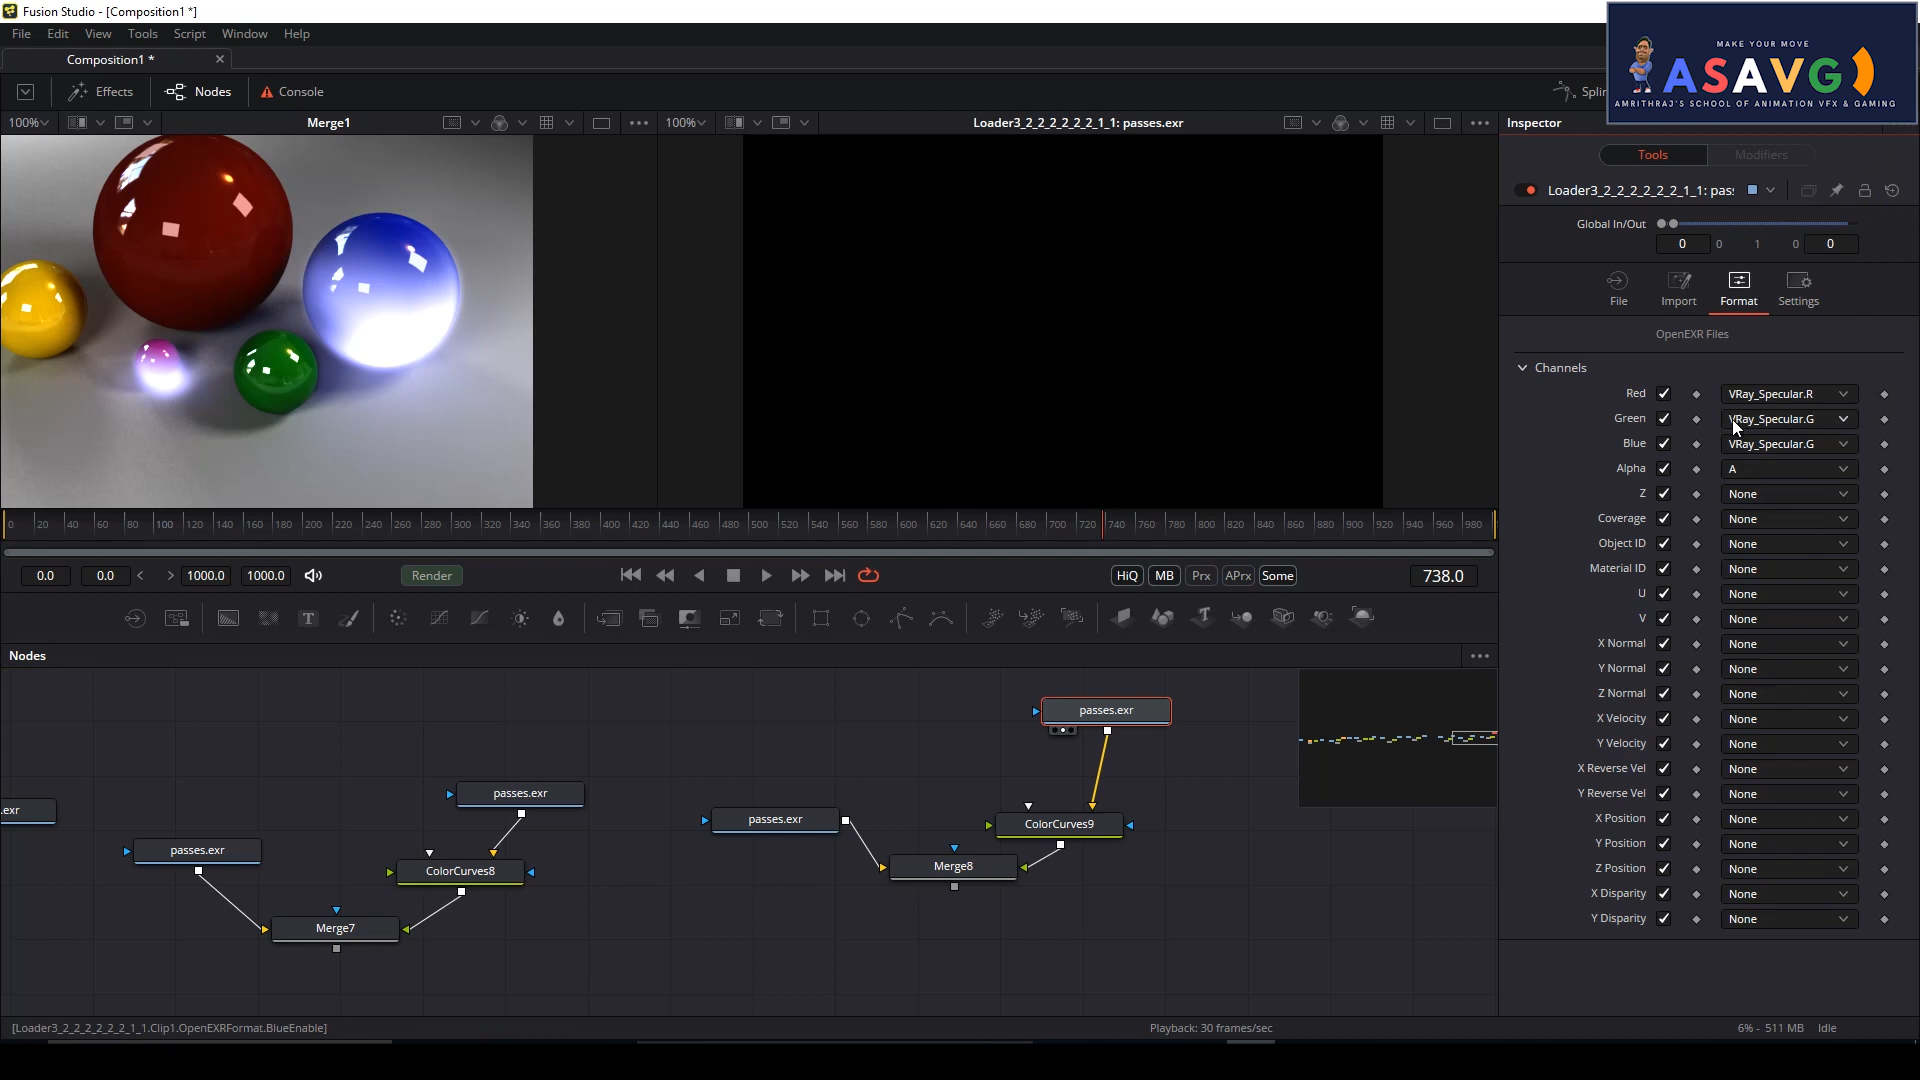 Fusion Studio - [Composition1 *]
File Edit View Tools Script Window Help
Composition1 *
Effects Nodes Console Splin
MAKE YOUR MOVE
ASAVG
AMRITHRAJ'S SCHOOL OF ANIMATION VFX & GAMING
100% Merge1 100% Loader3_2_2_2_2_2_2_1_1: passes.exr Inspector
Tools Modifiers
Loader3_2_2_2_2_2_2_1_1: pass
Global In/Out
0 0 1 0 0
File Import Format Settings
OpenEXR Files
Channels
Red VRay_Specular.R
Green VRay_Specular.G
Blue VRay_Specular.G
Alpha A
Z None
Coverage None
Object ID None
Material ID None
U None
V None
X Normal None
Y Normal None
Z Normal None
X Velocity None
Y Velocity None
X Reverse Vel None
Y Reverse Vel None
X Position None
Y Position None
Z Position None
X Disparity None
Y Disparity None
0 20 40 60 80 100 120 140 160 180 200 220 240 260 280 300 320 340 360 380 400 420 440 460 480 500 520 540 560 580 600 620 640 660 680 700 720 740 760 780 800 820 840 860 880 900 920 940 960 980
0.0 0.0 1000.0 1000.0 Render HiQ MB Prx APrx Some 738.0
Nodes
passes.exr
passes.exr
.exr
passes.exr
ColorCurves9
passes.exr
Merge8
ColorCurves8
Merge7
[Loader3_2_2_2_2_2_2_1_1.Clip1.OpenEXRFormat.BlueEnable] Playback: 30 frames/sec 6% - 511 MB Idle